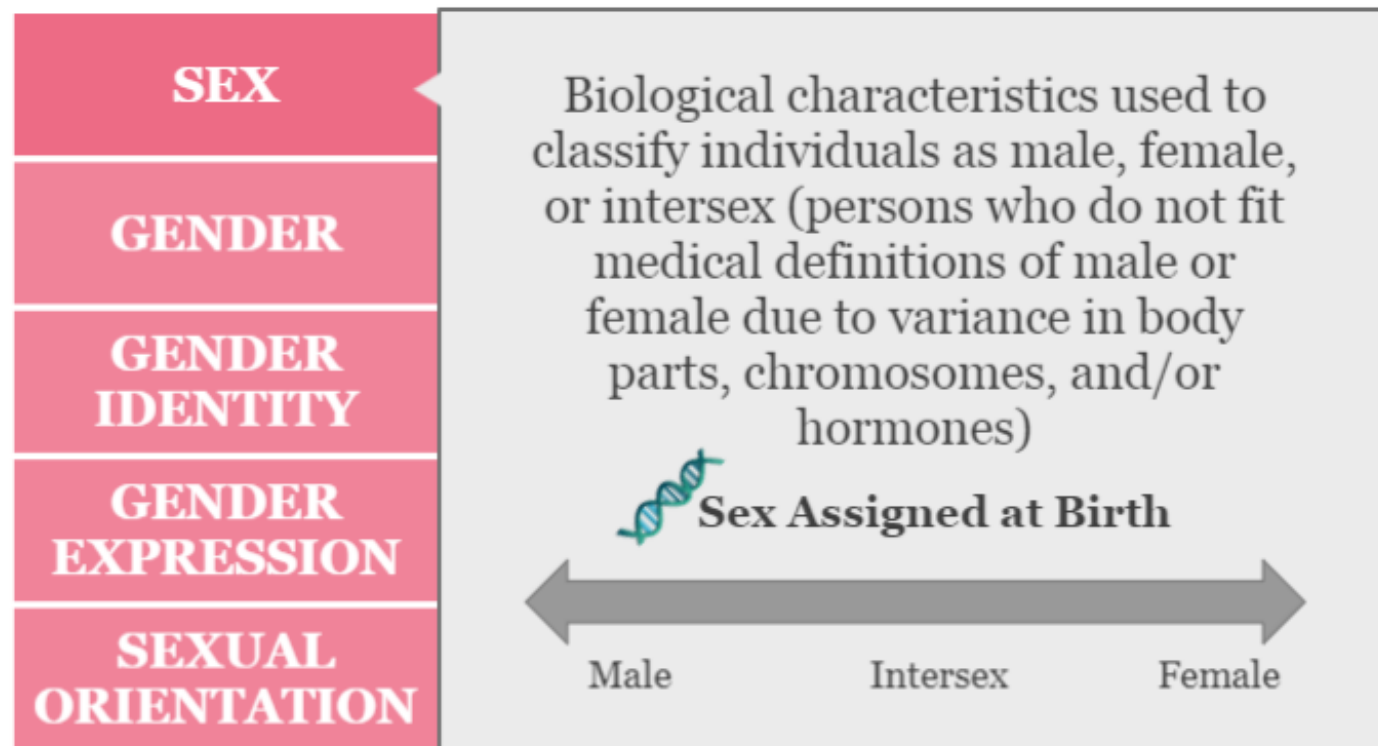 SEX
GENDER
GENDER
IDENTITY
GENDER
EXPRESSION
SEXUAL
ORIENTATION
Biological characteristics used to
classify individuals as male, female,
or intersex (persons who do not fit
medical definitions of male or
female due to variance in body
parts, chromosomes, and/or
hormones)
Sex Assigned at Birth
Male Intersex Female